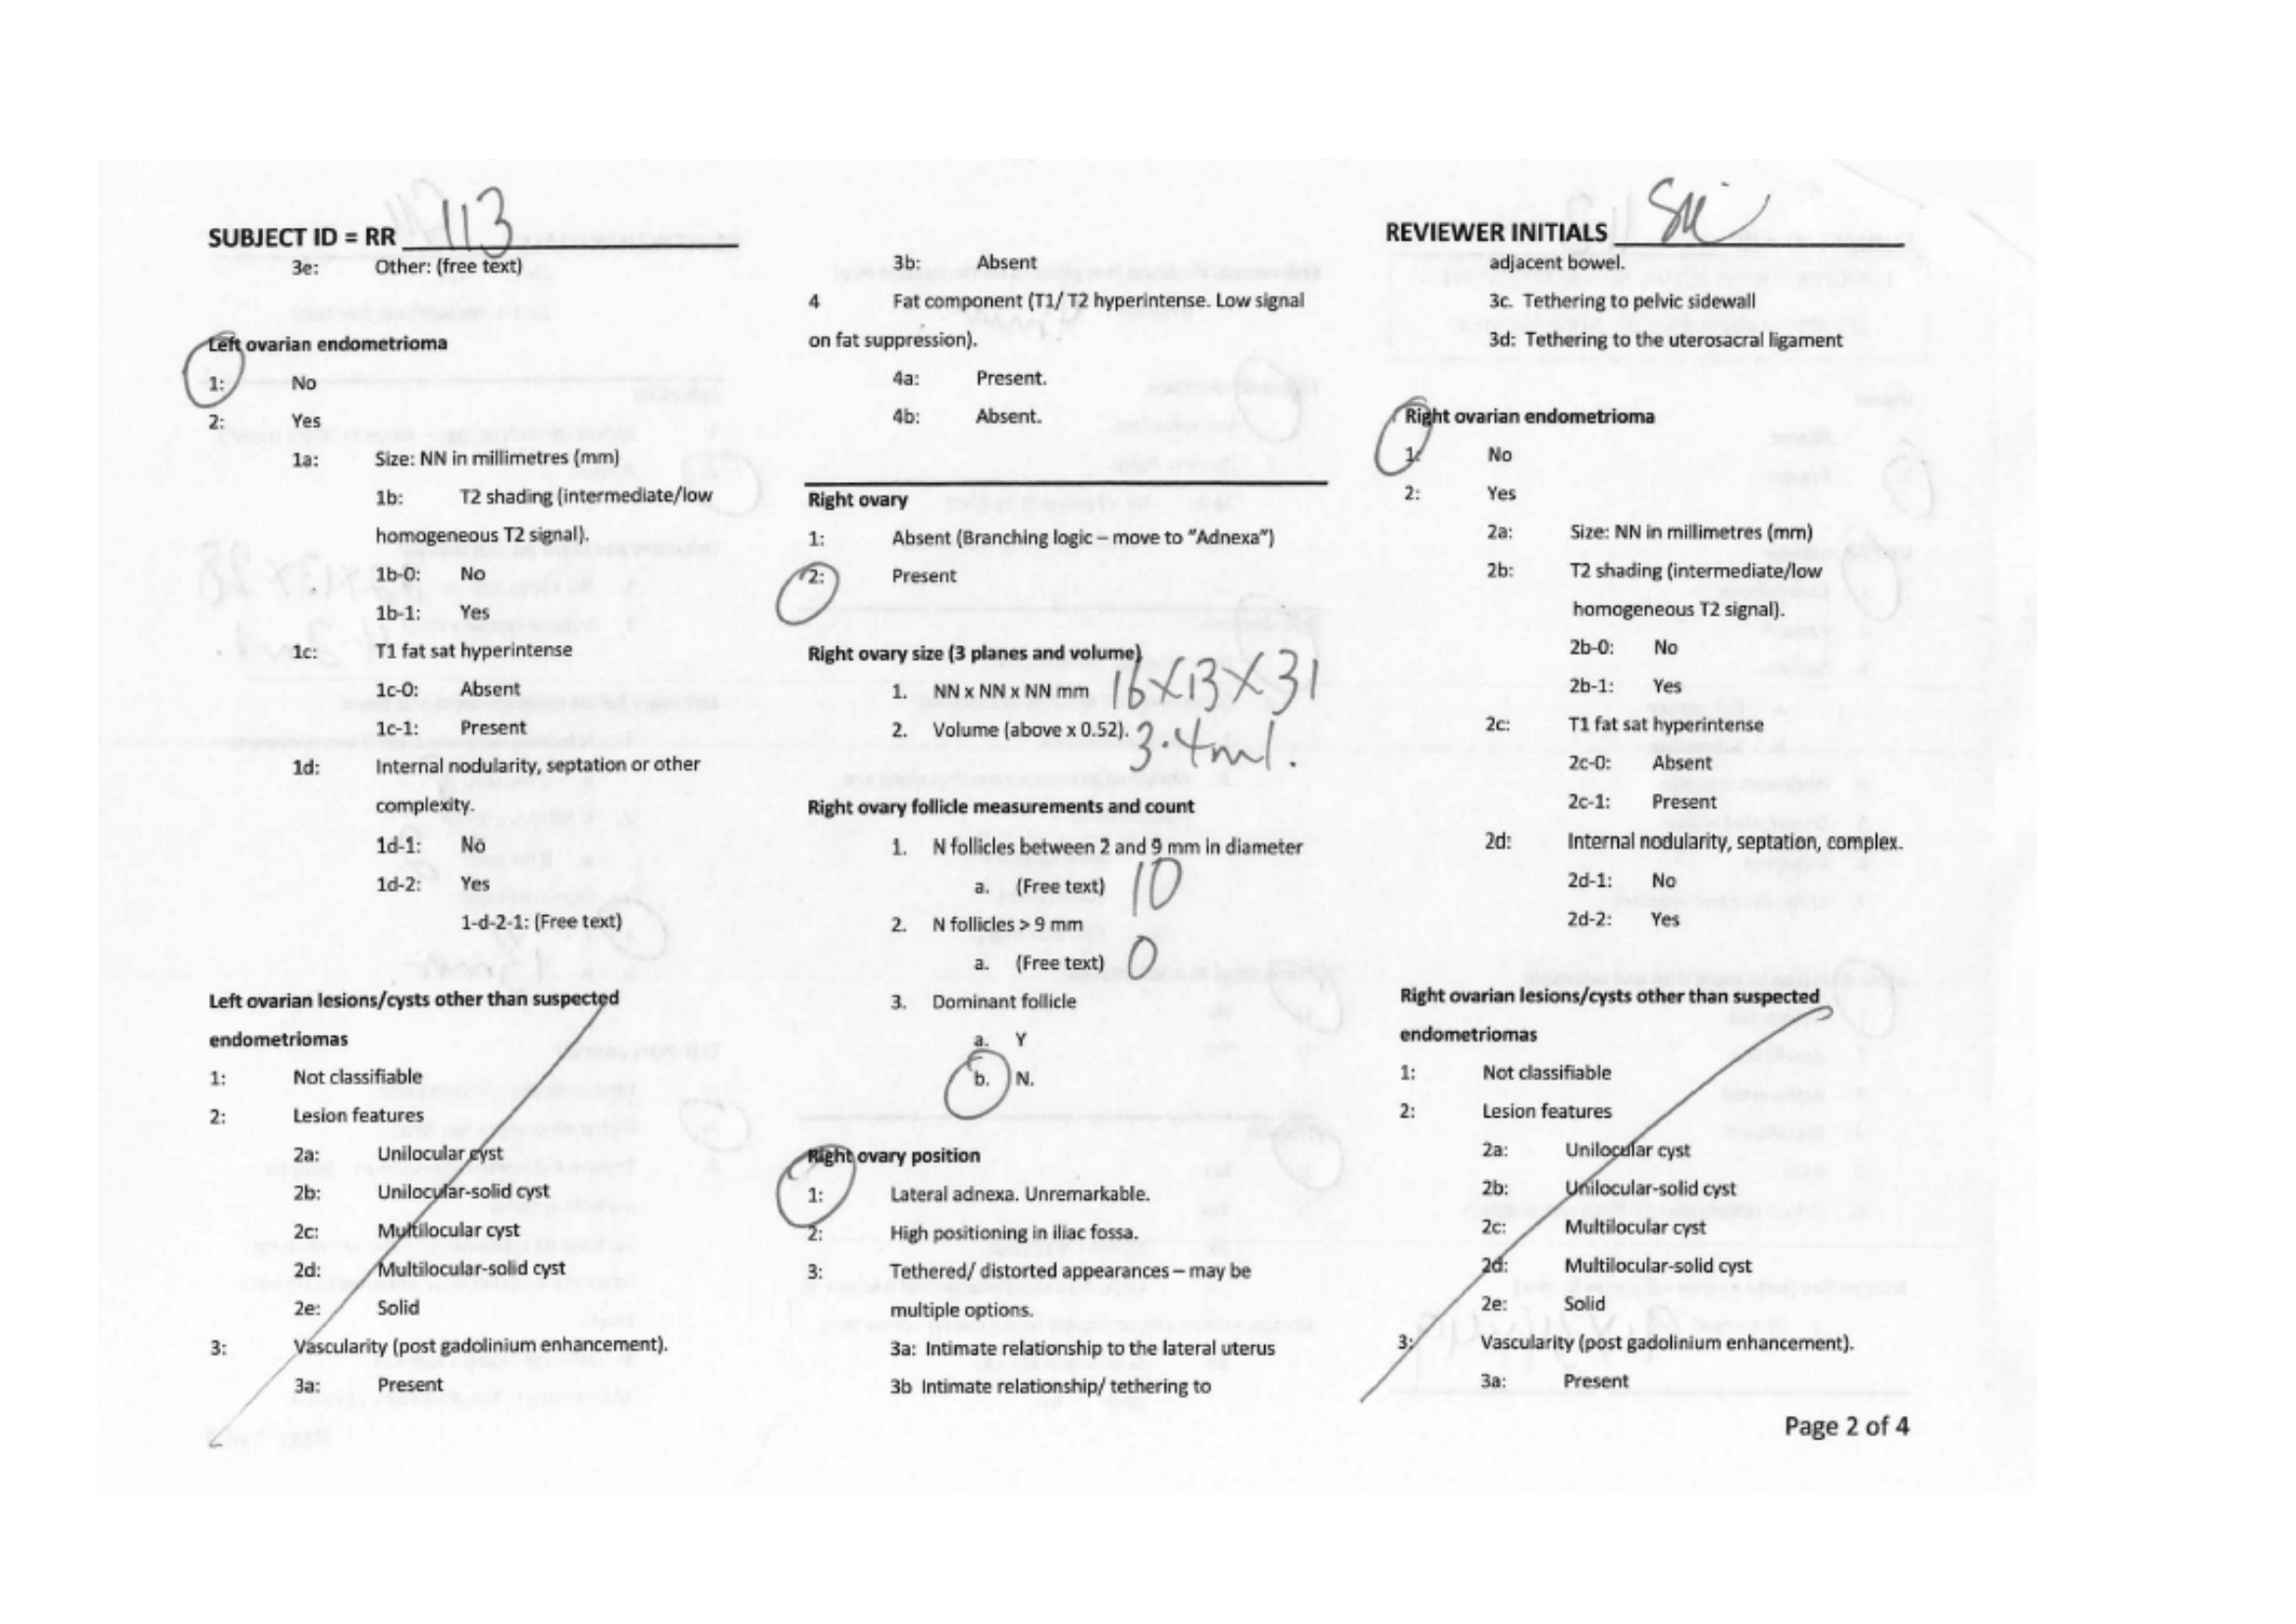 SUBJECT ID = RR 113
3e: Other: (free text)
Left ovarian endometrioma
1: No
2: Yes
1a: Size: NN in millimetres (mm)
1b: T2 shading (intermediate/low
homogeneous T2 signal).
1b-0: No
1b-1: Yes
1c: T1 fat sat hyperintense
1c-0: Absent
1c-1: Present
1d: Internal nodularity, septation or other
complexity.
1d-1: No
1d-2: Yes
1-d-2-1: (Free text)
Left ovarian lesions/cysts other than suspected
endometriomas
1: Not classifiable
2: Lesion features
2a: Unilocular cyst
2b: Unilocular-solid cyst
2c: Multilocular cyst
2d: Multilocular-solid cyst
2e: Solid
3: Vascularity (post gadolinium enhancement).
3a: Present
3b: Absent
4 Fat component (T1/ T2 hyperintense. Low signal
on fat suppression).
4a: Present.
4b: Absent.
Right ovary
1: Absent (Branching logic – move to "Adnexa")
2: Present
Right ovary size (3 planes and volume)
1. NN x NN x NN mm 16x13x31
2. Volume (above x 0.52). 3.4ml.
Right ovary follicle measurements and count
1. N follicles between 2 and 9 mm in diameter
a. (Free text) 10
2. N follicles > 9 mm
a. (Free text) 0
3. Dominant follicle
a. Y
b. N.
Right ovary position
1: Lateral adnexa. Unremarkable.
2: High positioning in iliac fossa.
3: Tethered/ distorted appearances – may be
multiple options.
3a: Intimate relationship to the lateral uterus
3b Intimate relationship/ tethering to
REVIEWER INITIALS
adjacent bowel.
3c. Tethering to pelvic sidewall
3d: Tethering to the uterosacral ligament
Right ovarian endometrioma
1: No
2: Yes
2a: Size: NN in millimetres (mm)
2b: T2 shading (intermediate/low
homogeneous T2 signal).
2b-0: No
2b-1: Yes
2c: T1 fat sat hyperintense
2c-0: Absent
2c-1: Present
2d: Internal nodularity, septation, complex.
2d-1: No
2d-2: Yes
Right ovarian lesions/cysts other than suspected
endometriomas
1: Not classifiable
2: Lesion features
2a: Unilocular cyst
2b: Unilocular-solid cyst
2c: Multilocular cyst
2d: Multilocular-solid cyst
2e: Solid
3: Vascularity (post gadolinium enhancement).
3a: Present
Page 2 of 4